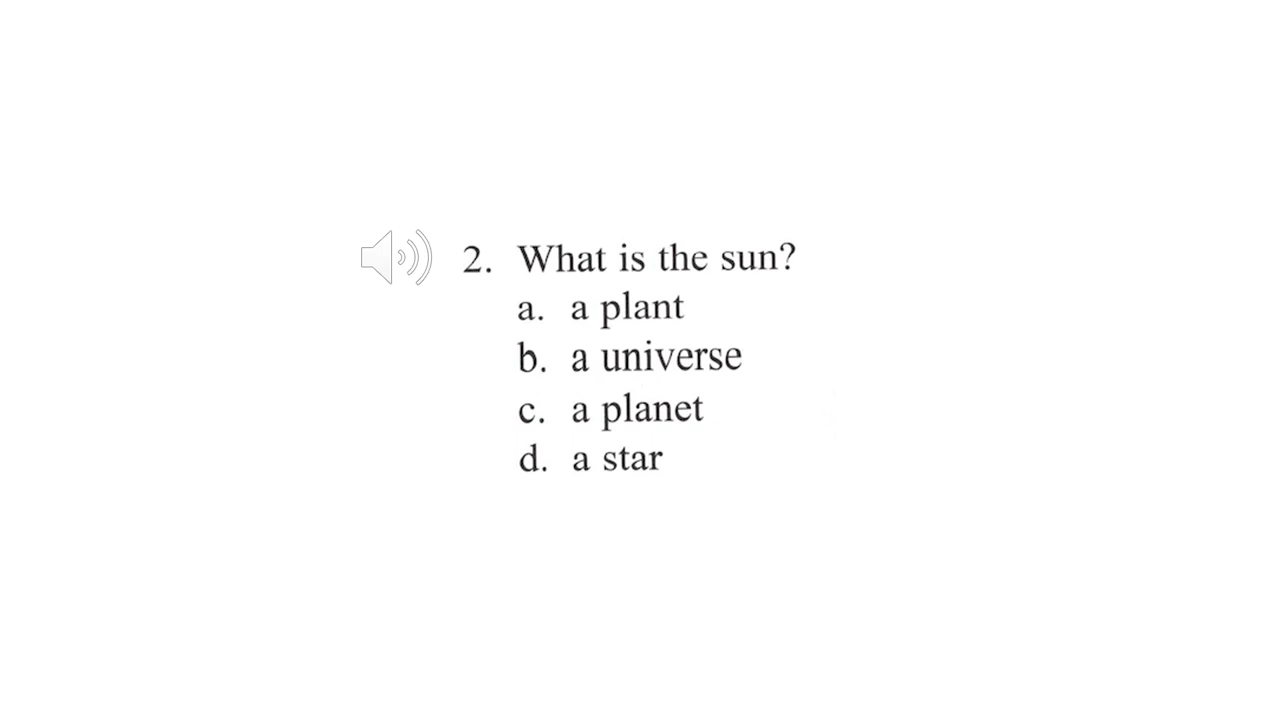 2. What is the sun?
a. a plant
b. a universe
c. a planet
d. a star